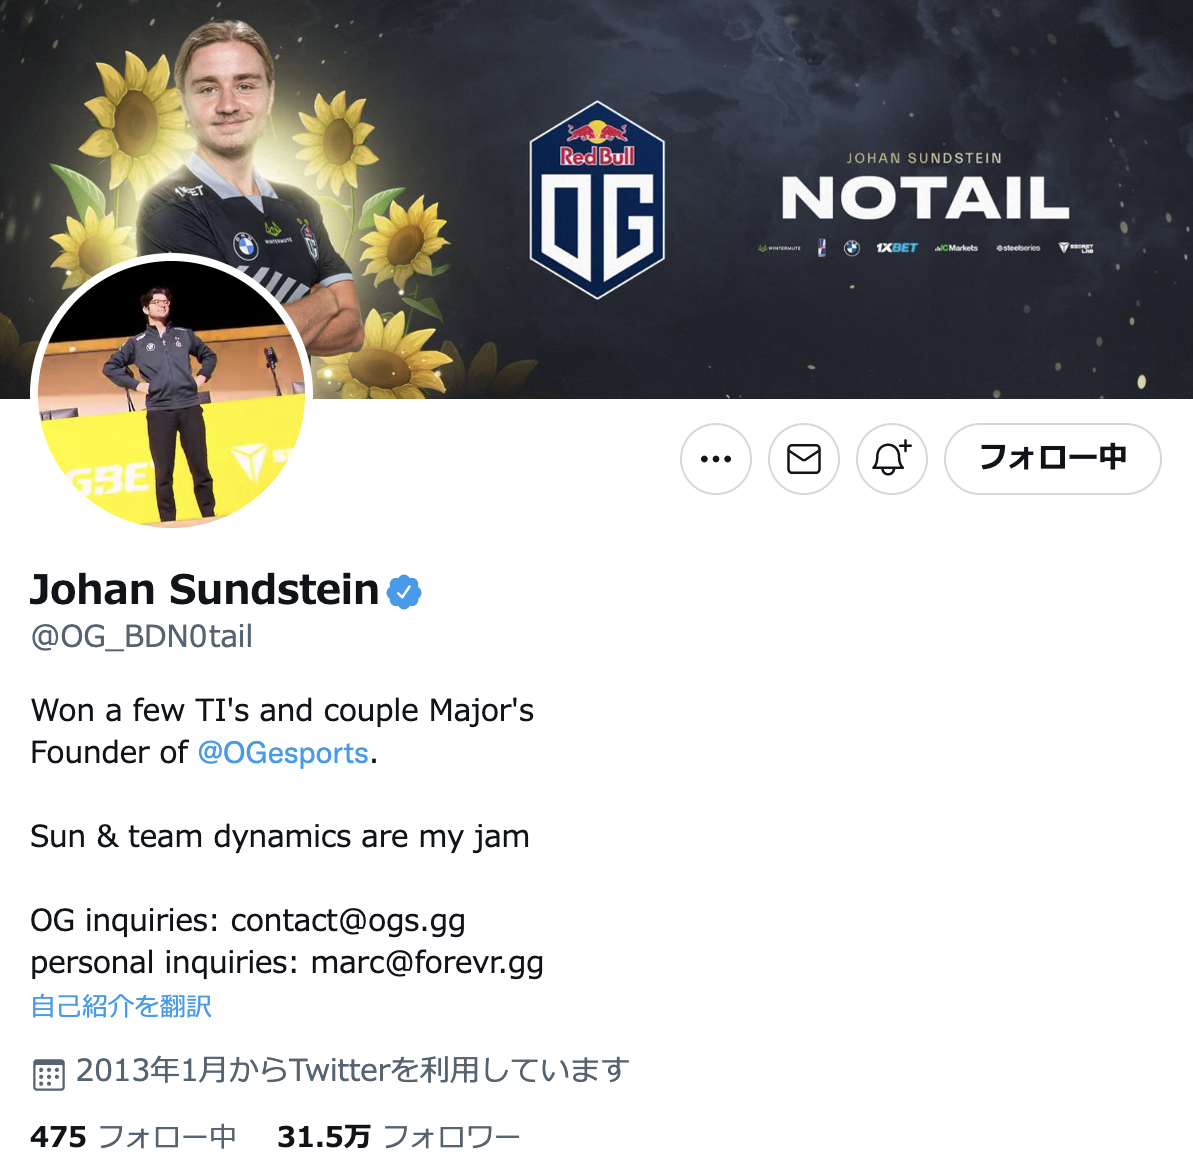 Red Bull
OG
JOHAN SUNDSTEIN
NOTAIL
WINTERMUTE
1XBET
ICMarkets
steelseries
SECRET LAB
WINTERMUTE
フォロー中
Johan Sundstein
@OG_BDN0tail
Won a few TI's and couple Major's
Founder of @OGesports.
Sun & team dynamics are my jam
OG inquiries: contact@ogs.gg
personal inquiries: marc@forevr.gg
自己紹介を翻訳
2013年1月からTwitterを利用しています
475 フォロー中 31.5万 フォロワー